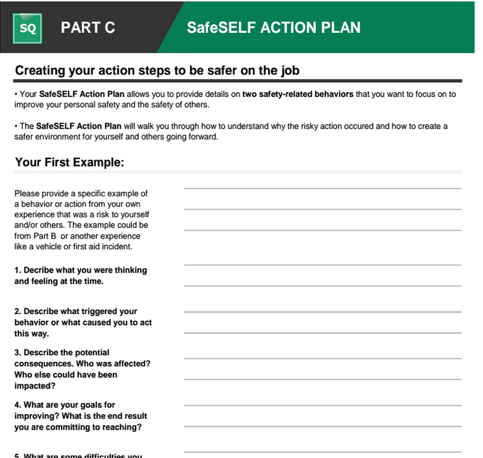 SQ PART C SafeSELF ACTION PLAN
Creating your action steps to be safer on the job
• Your SafeSELF Action Plan allows you to provide details on two safety-related behaviors that you want to focus on to
improve your personal safety and the safety of others.
• The SafeSELF Action Plan will walk you through how to understand why the risky action occured and how to create a
safer environment for yourself and others going forward.
Your First Example:
Please provide a specific example of
a behavior or action from your own
experience that was a risk to yourself
and/or others. The example could be
from Part B or another experience
like a vehicle or first aid incident.
1. Decribe what you were thinking
and feeling at the time.
2. Describe what triggered your
behavior or what caused you to act
this way.
3. Describe the potential
consequences. Who was affected?
Who else could have been
impacted?
4. What are your goals for
improving? What is the end result
you are committing to reaching?
5. What are some difficulties you